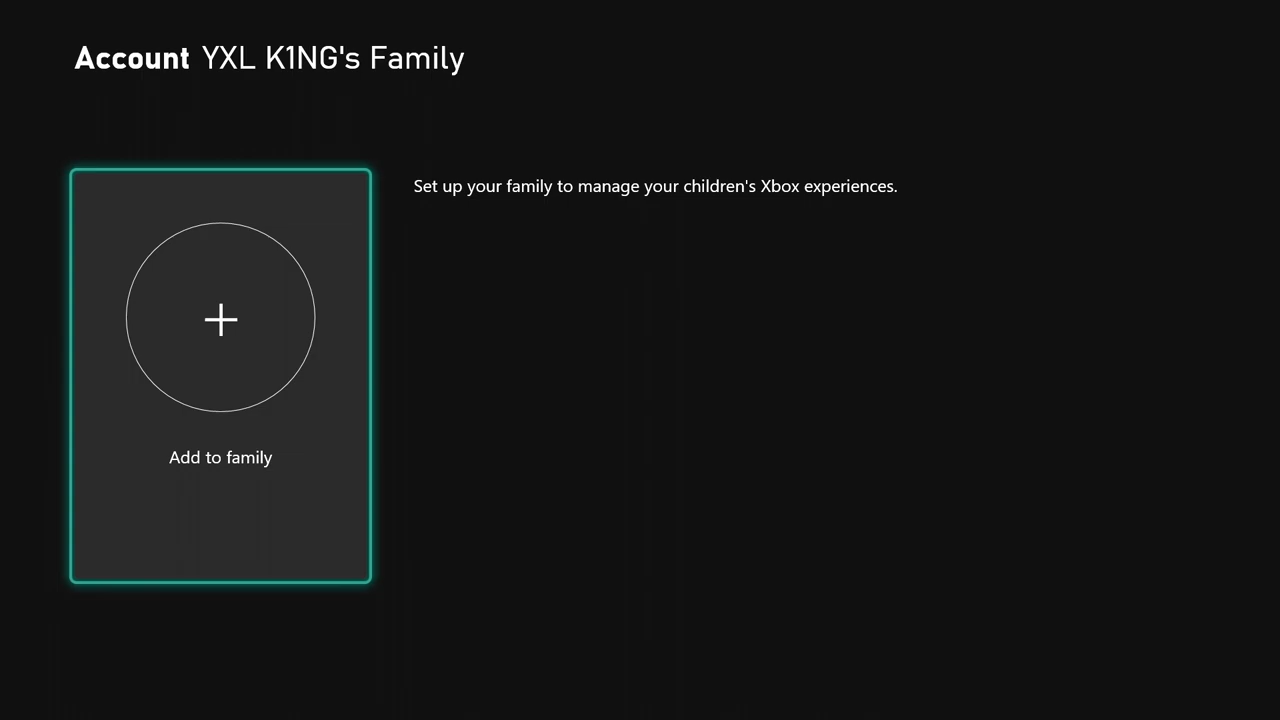 Account YXL K1NG's Family
Set up your family to manage your children's Xbox experiences.
Add to family